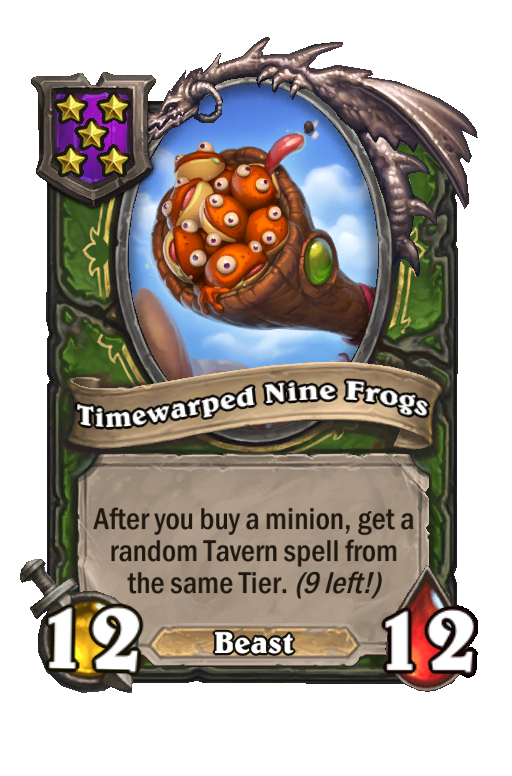 Timewarped Nine Frogs
After you buy a minion, get a
random Tavern spell from
the same Tier. (9 left!)
12
Beast
12